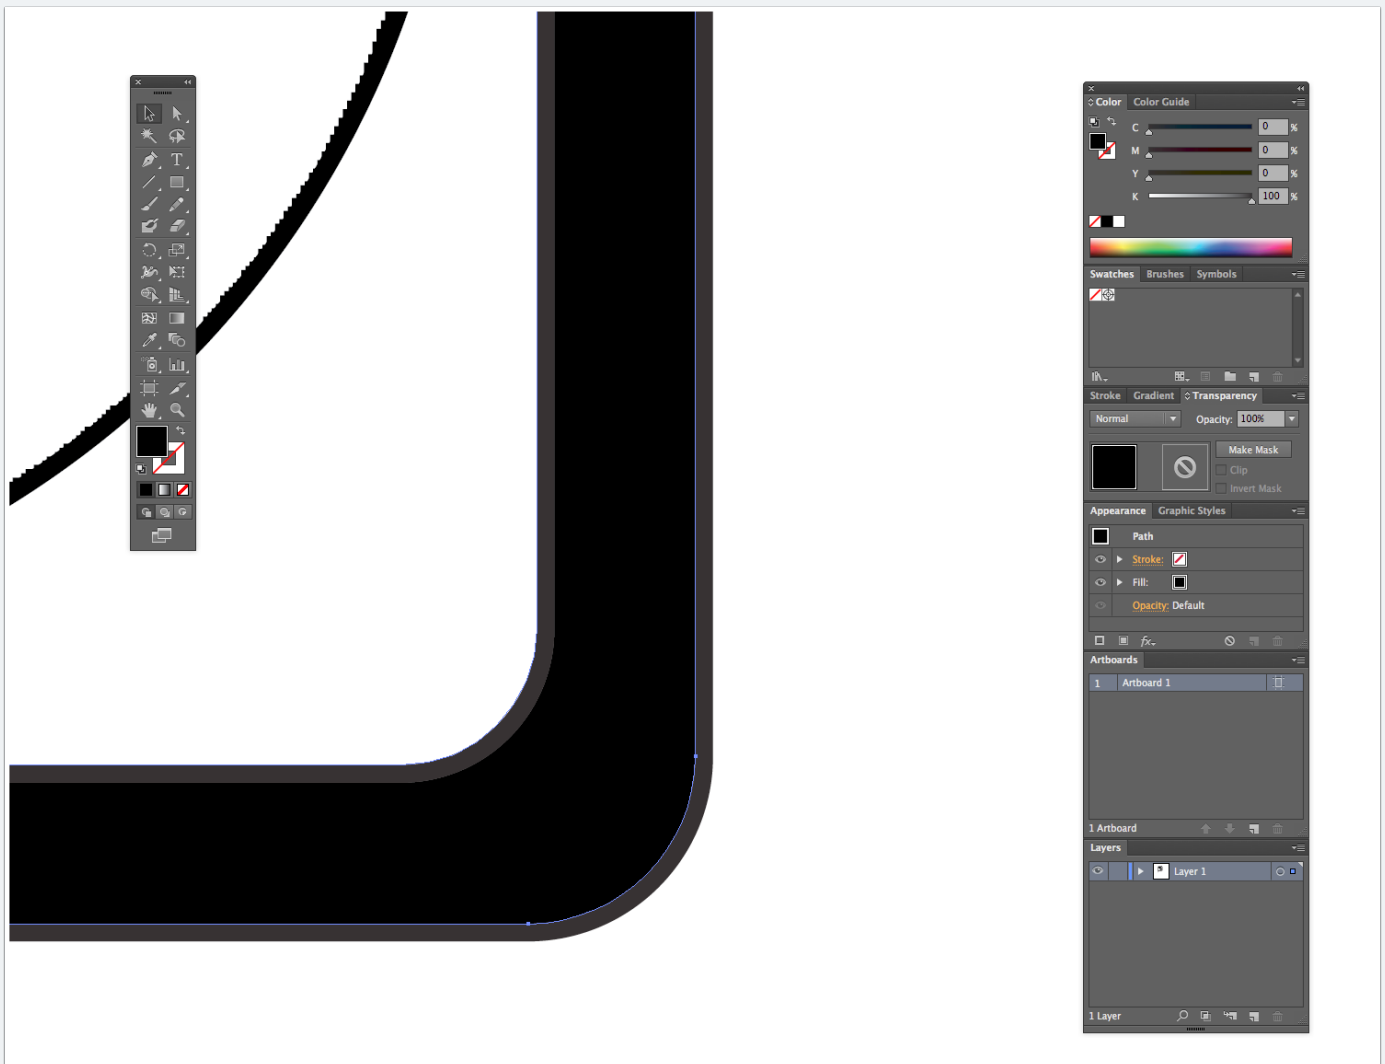 Color Color Guide
C 0 %
M 0 %
Y 0 %
K 100 %
Swatches Brushes Symbols
Stroke Gradient Transparency
Normal Opacity: 100%
Make Mask
Clip
Invert Mask
Appearance Graphic Styles
Path
Stroke:
Fill:
Opacity: Default
fx
Artboards
1 Artboard 1
1 Artboard
Layers
Layer 1
1 Layer